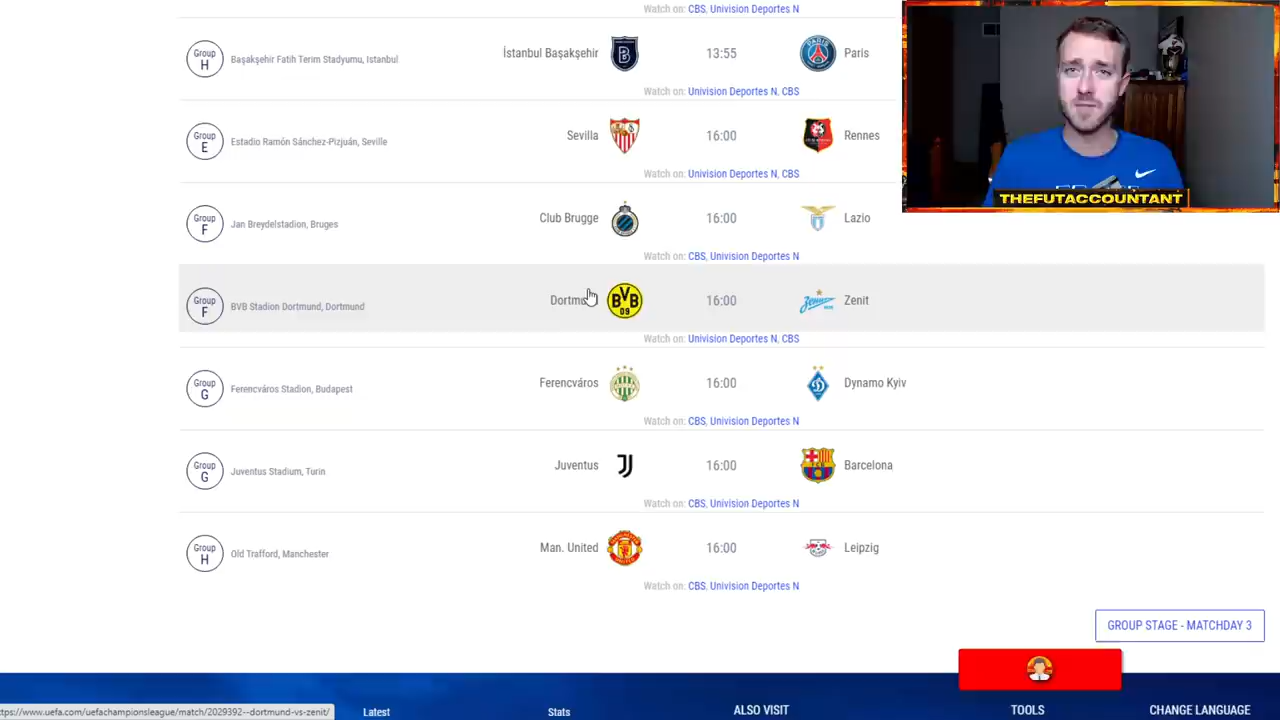 Watch on: CBS, Univision Deportes N
Group H
Başakşehir Fatih Terim Stadyumu, Istanbul
İstanbul Başakşehir 13:55 Paris
Watch on: Univision Deportes N, CBS
Group E
Estadio Ramón Sánchez-Pizjuán, Seville
Sevilla 16:00 Rennes
Watch on: Univision Deportes N, CBS
Group F
Jan Breydelstadion, Bruges
Club Brugge 16:00 Lazio
Watch on: CBS, Univision Deportes N
Group F
BVB Stadion Dortmund, Dortmund
16:00 Zenit
Watch on: Univision Deportes N, CBS
Group G
Ferencváros Stadion, Budapest
Ferencváros 16:00 Dynamo Kyiv
Watch on: CBS, Univision Deportes N
Group G
Juventus Stadium, Turin
Juventus 16:00 Barcelona
Watch on: CBS, Univision Deportes N
Group H
Old Trafford, Manchester
Man. United 16:00 Leipzig
Watch on: CBS, Univision Deportes N
GROUP STAGE - MATCHDAY 3
Latest
Stats
ALSO VISIT
TOOLS
CHANGE LANGUAGE
ttps://www.uefa.com/uefachampionsleague/match/2029392--dortmund-vs-zenit/
THEFUTACCOUNTANT
BVB
09